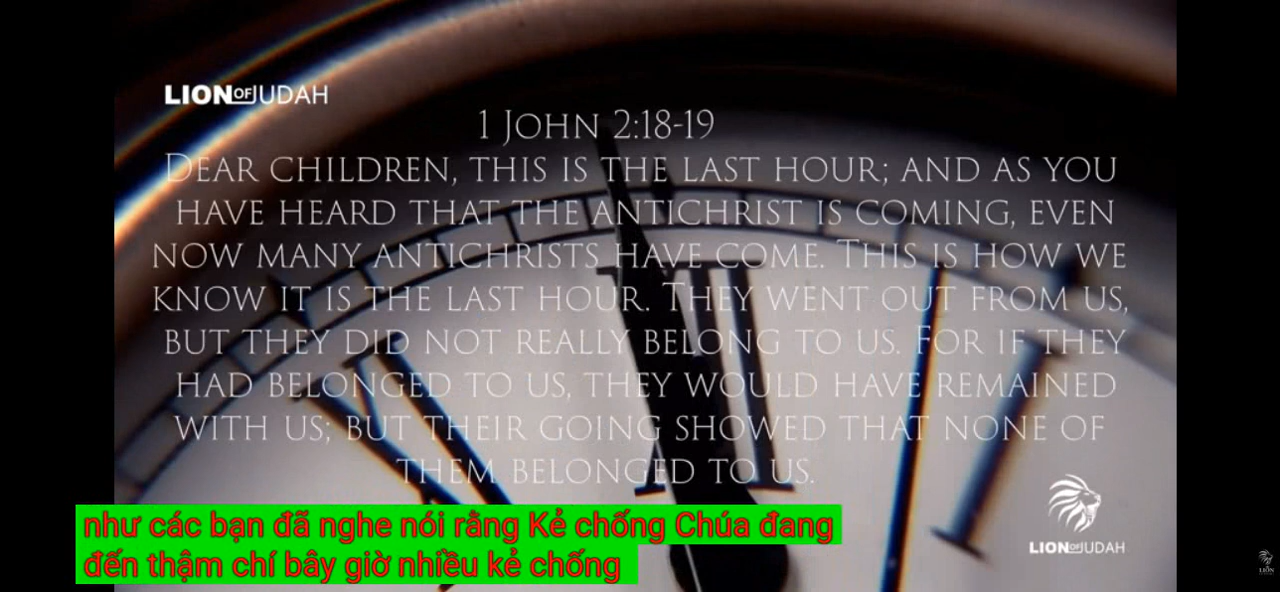 LION OF JUDAH
1 JOHN 2:18-19
DEAR CHILDREN, THIS IS THE LAST HOUR; AND AS YOU
HAVE HEARD THAT THE ANTICHRIST IS COMING, EVEN
NOW MANY ANTICHRISTS HAVE COME. THIS IS HOW WE
KNOW IT IS THE LAST HOUR. THEY WENT OUT FROM US,
BUT THEY DID NOT REALLY BELONG TO US. FOR IF THEY
HAD BELONGED TO US, THEY WOULD HAVE REMAINED
WITH US; BUT THEIR GOING SHOWED THAT NONE OF
THEM BELONGED TO US.
như các bạn đã nghe nói rằng Kẻ chống Chúa đang
đến thậm chí bây giờ nhiều kẻ chống
LION OF JUDAH
LION